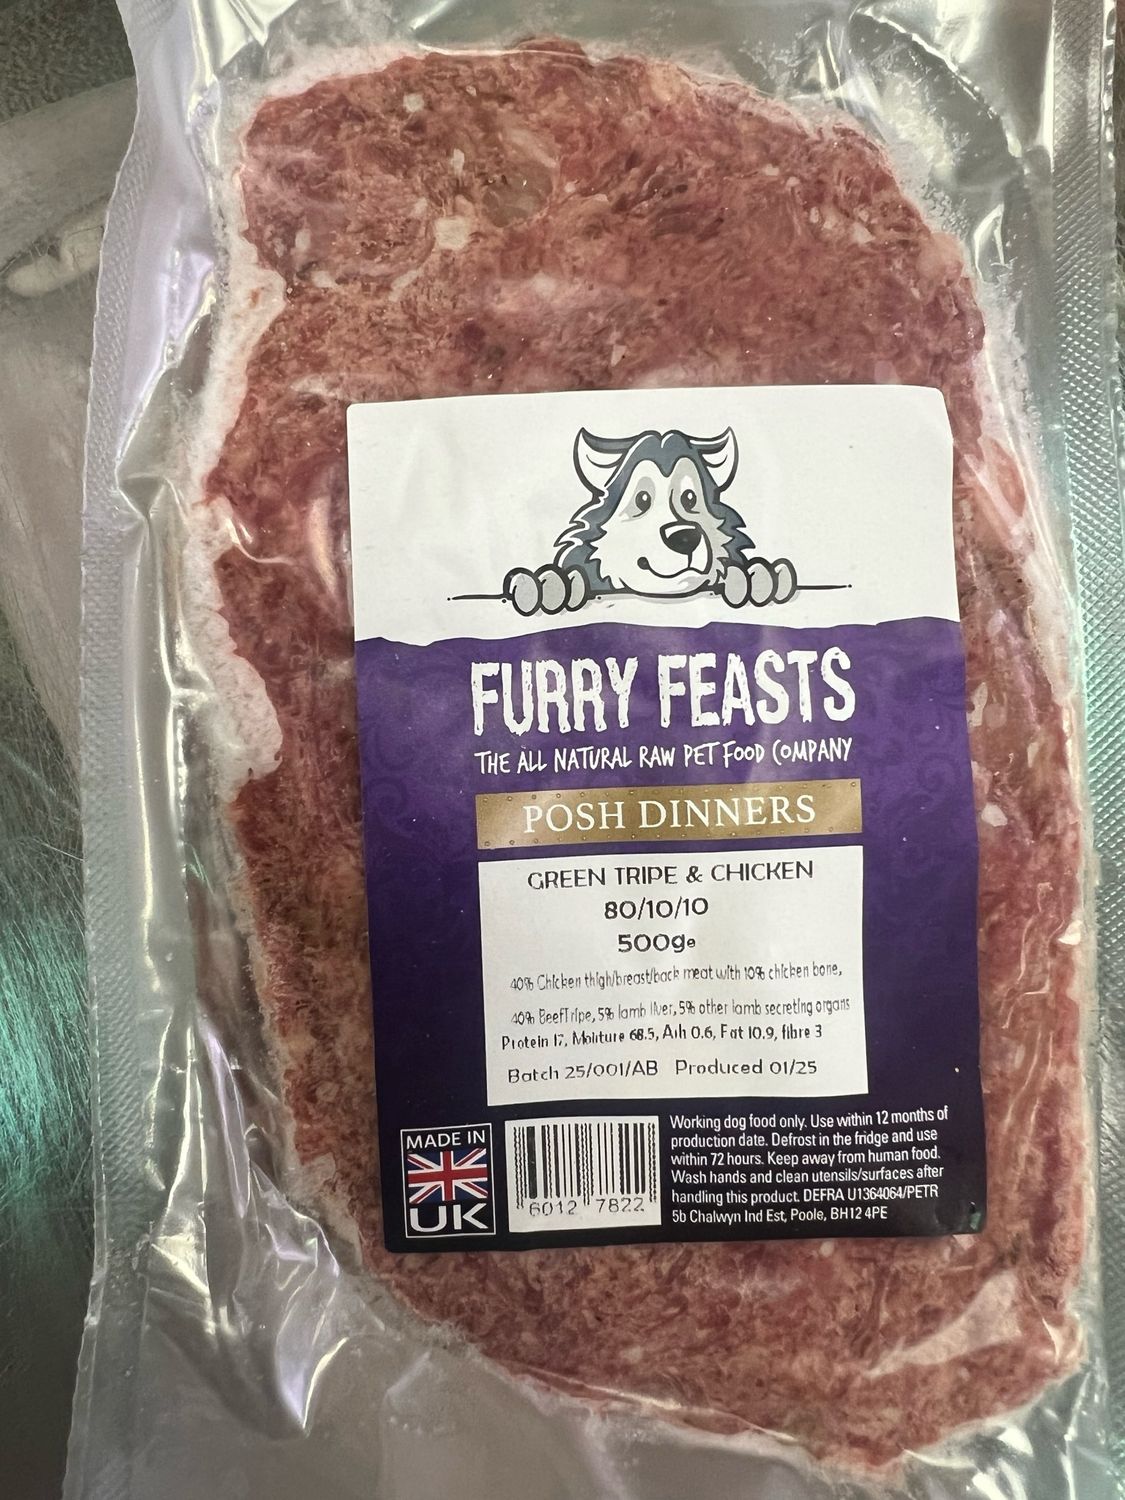 FURRY FEASTS
THE ALL NATURAL RAW PET FOOD COMPANY
POSH DINNERS
GREEN TRIPE & CHICKEN
80/10/10
500ge
40% Chicken thigh/breast/back meat with 10% chicken bone,
40% BeefTripe, 5% lamb liver, 5% other lamb secreting organs
Protein 17, Moisture 68.5, Ash 0.6, Fat 10.9, fibre 3
Batch 25/001/AB Produced 01/25
MADE IN
UK
6012 7822
Working dog food only. Use within 12 months of
production date. Defrost in the fridge and use
within 72 hours. Keep away from human food.
Wash hands and clean utensils/surfaces after
handling this product. DEFRA U1364064/PETR
5b Chalwyn Ind Est, Poole, BH12 4PE